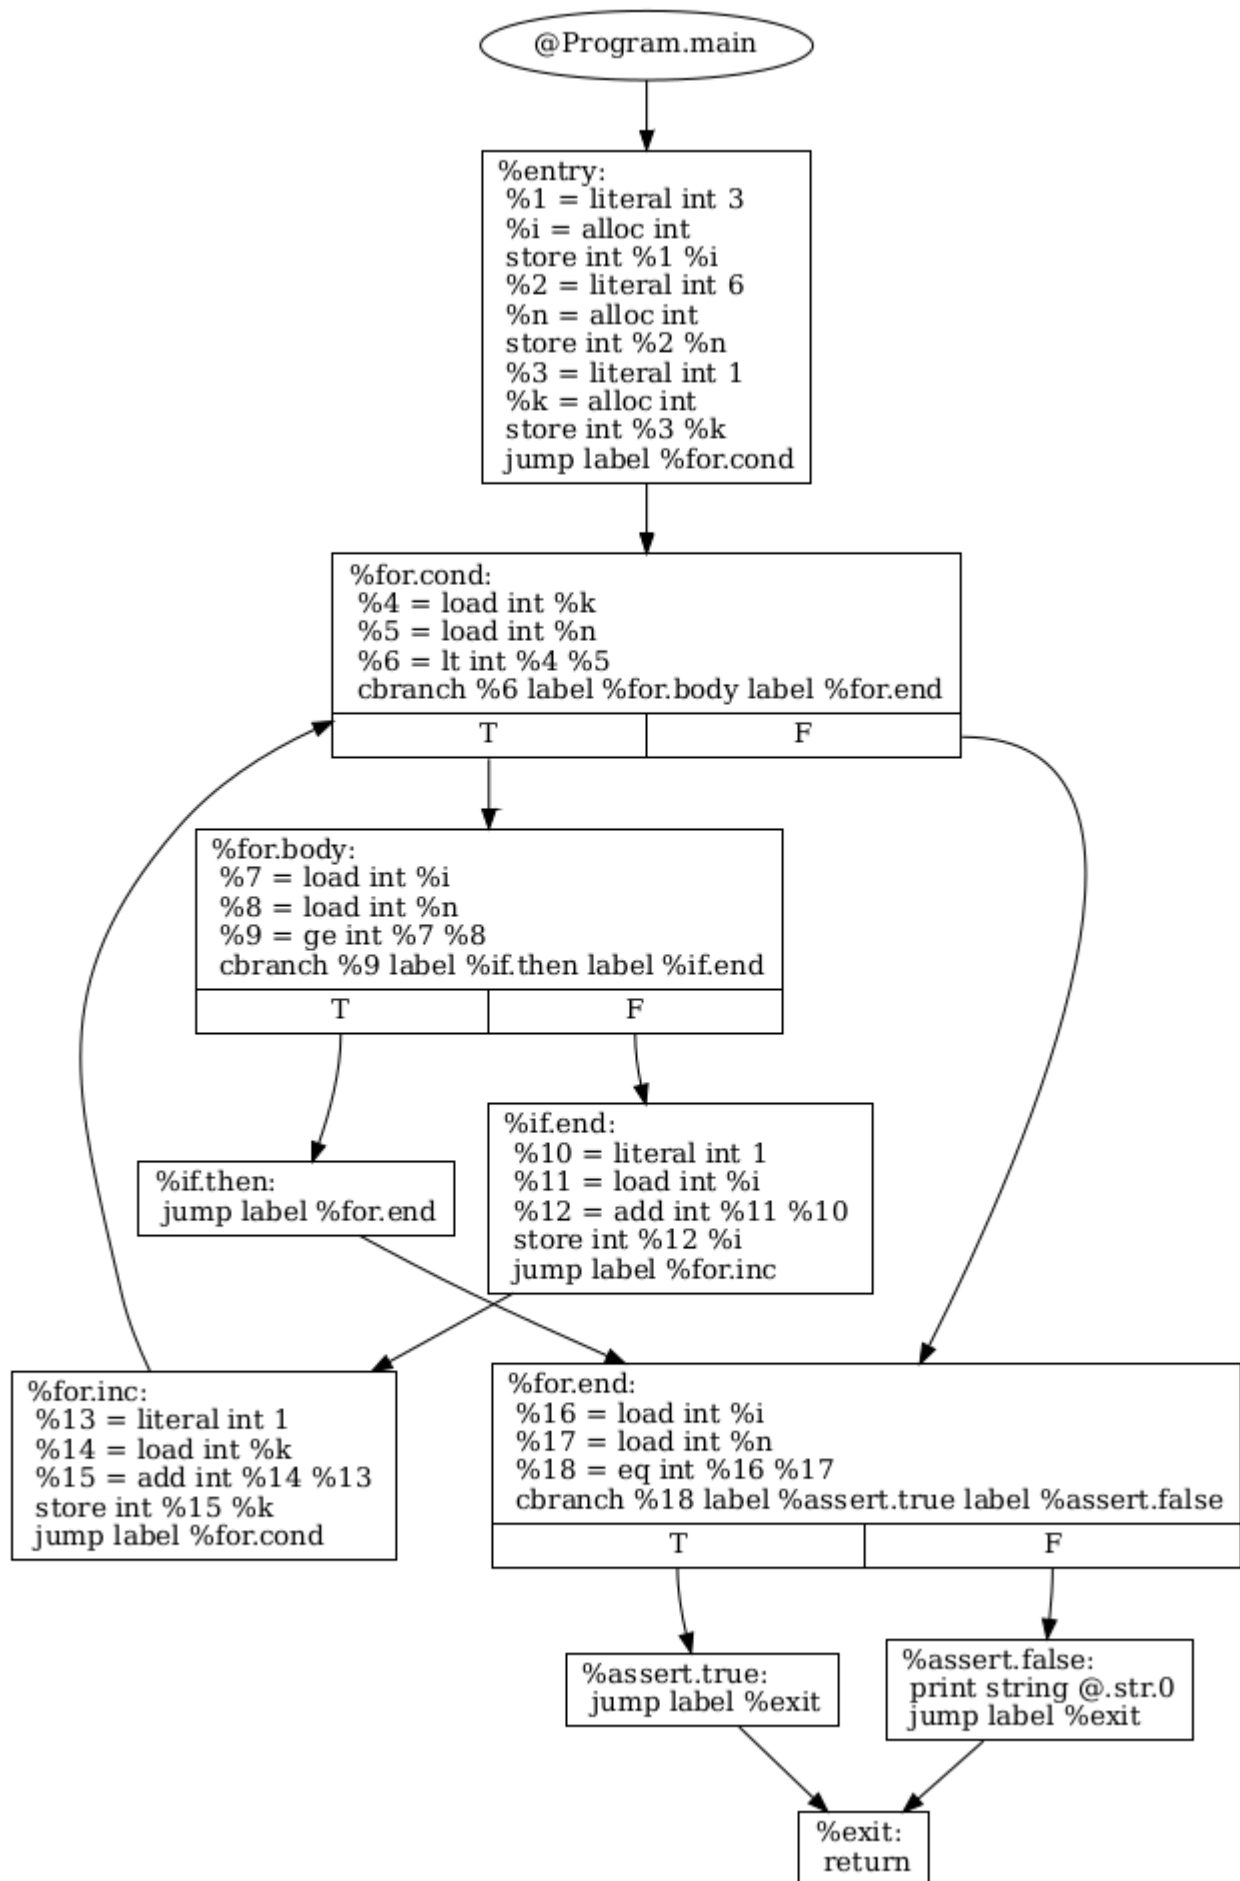 @Program.main
%entry:
%1 = literal int 3
%i = alloc int
store int %1 %i
%2 = literal int 6
%n = alloc int
store int %2 %n
%3 = literal int 1
%k = alloc int
store int %3 %k
jump label %for.cond
%for.cond:
%4 = load int %k
%5 = load int %n
%6 = lt int %4 %5
cbranch %6 label %for.body label %for.end
T F
%for.body:
%7 = load int %i
%8 = load int %n
%9 = ge int %7 %8
cbranch %9 label %if.then label %if.end
T F
%if.then:
jump label %for.end
%if.end:
%10 = literal int 1
%11 = load int %i
%12 = add int %11 %10
store int %12 %i
jump label %for.inc
%for.inc:
%13 = literal int 1
%14 = load int %k
%15 = add int %14 %13
store int %15 %k
jump label %for.cond
%for.end:
%16 = load int %i
%17 = load int %n
%18 = eq int %16 %17
cbranch %18 label %assert.true label %assert.false
T F
%assert.true:
jump label %exit
%assert.false:
print string @.str.0
jump label %exit
%exit:
return